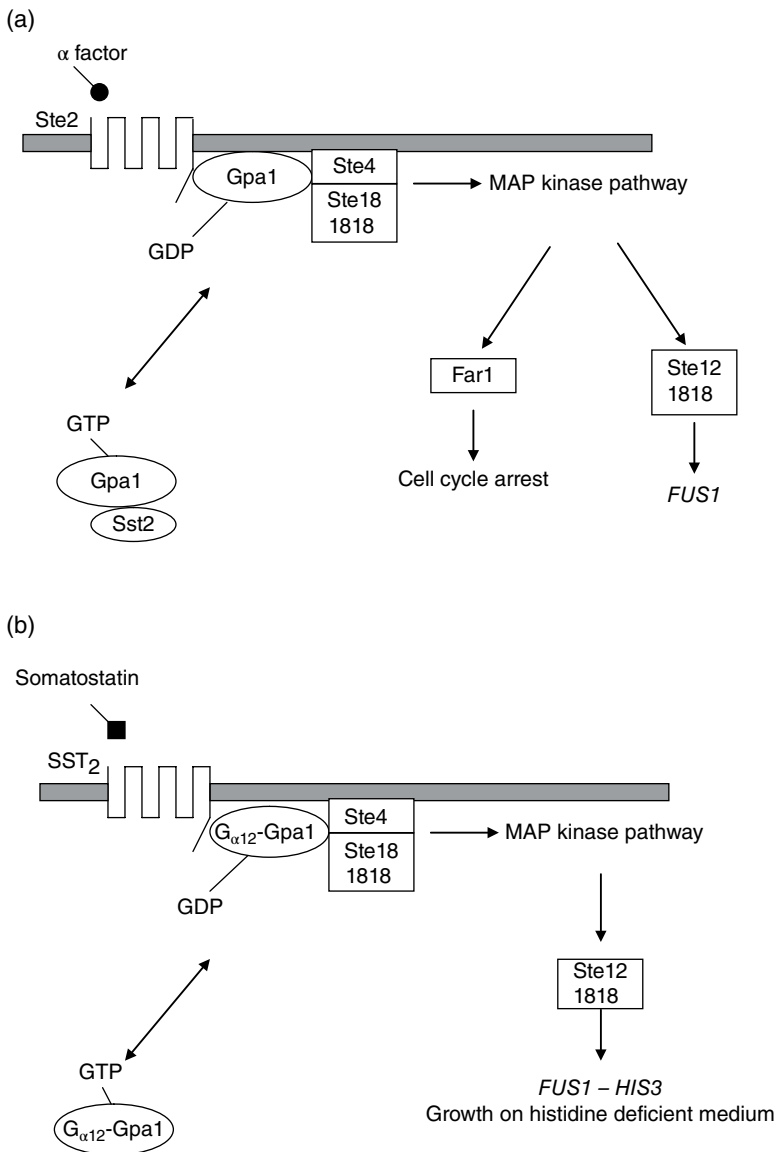 (a)
α factor
Ste2
Gpa1
Ste4
Ste18
1818
MAP kinase pathway
GDP
GTP
Gpa1
Sst2
Far1
Ste12
1818
Cell cycle arrest
FUS1
(b)
Somatostatin
SST2
Gα12-Gpa1
Ste4
Ste18
1818
MAP kinase pathway
GDP
GTP
Gα12-Gpa1
Ste12
1818
FUS1 – HIS3
Growth on histidine deficient medium